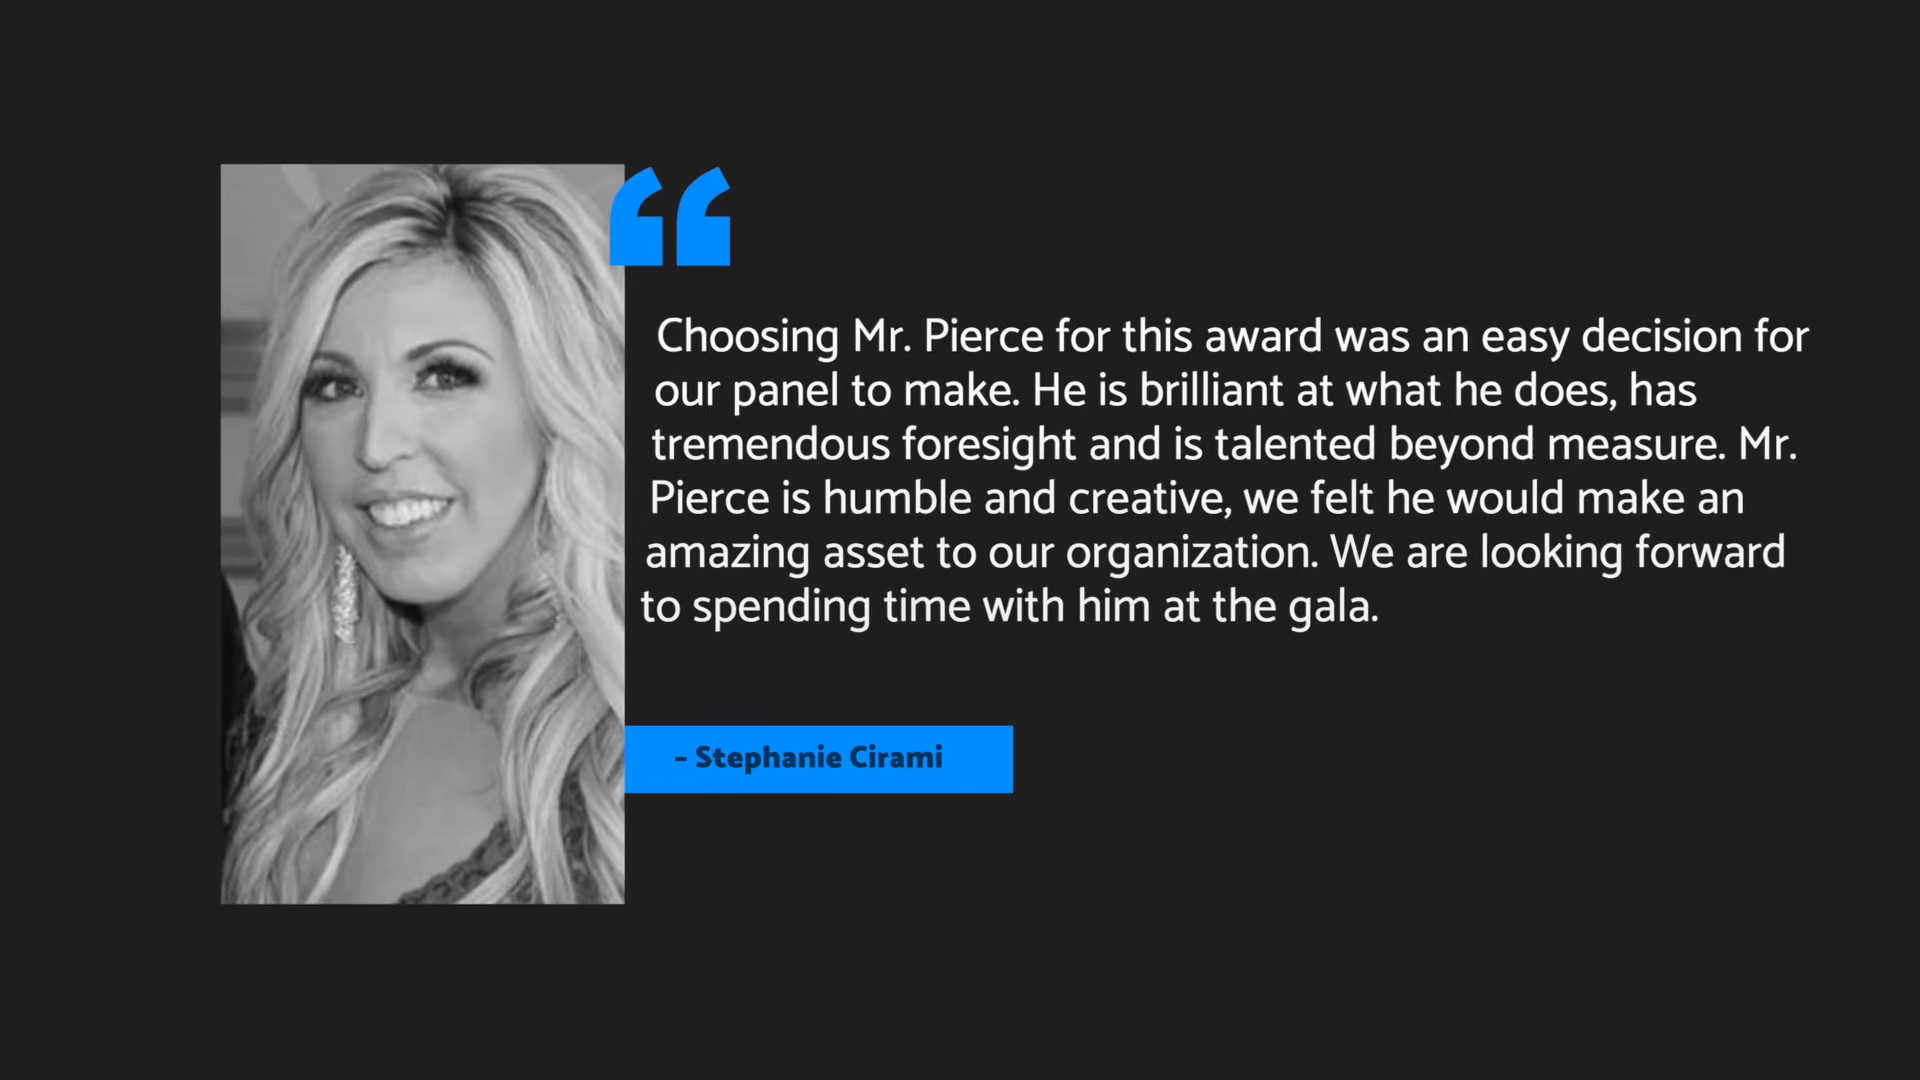 “
Choosing Mr. Pierce for this award was an easy decision for
our panel to make. He is brilliant at what he does, has
tremendous foresight and is talented beyond measure. Mr.
Pierce is humble and creative, we felt he would make an
amazing asset to our organization. We are looking forward
to spending time with him at the gala.
- Stephanie Cirami